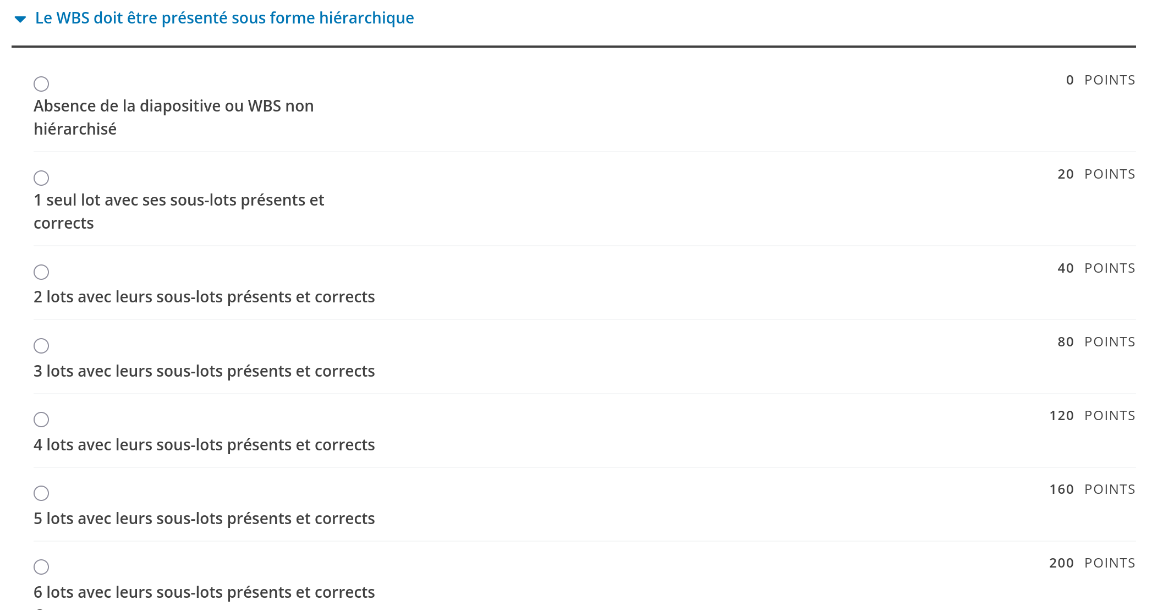 Le WBS doit être présenté sous forme hiérarchique
0 POINTS
Absence de la diapositive ou WBS non
hiérarchisé
20 POINTS
1 seul lot avec ses sous-lots présents et
corrects
40 POINTS
2 lots avec leurs sous-lots présents et corrects
80 POINTS
3 lots avec leurs sous-lots présents et corrects
120 POINTS
4 lots avec leurs sous-lots présents et corrects
160 POINTS
5 lots avec leurs sous-lots présents et corrects
200 POINTS
6 lots avec leurs sous-lots présents et corrects